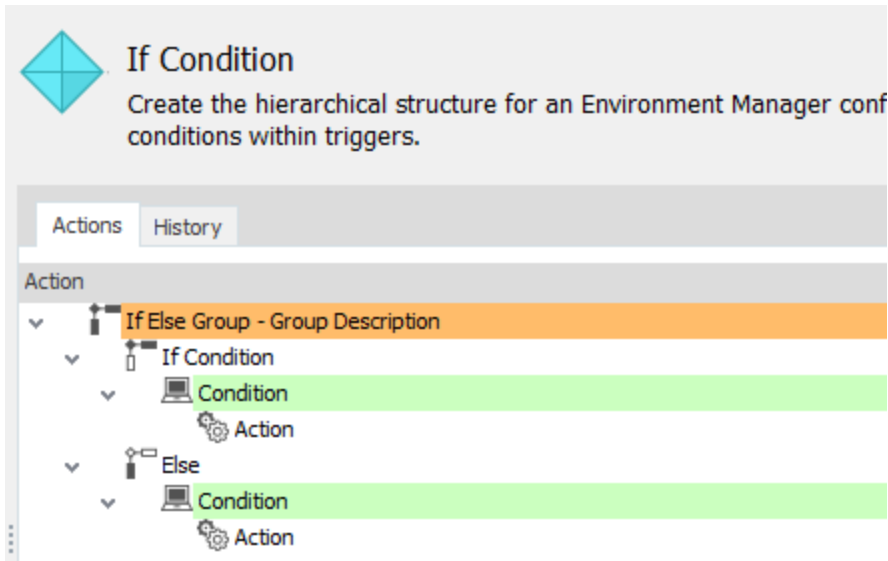 If Condition
Create the hierarchical structure for an Environment Manager conf
conditions within triggers.
Actions
History
Action
If Else Group - Group Description
If Condition
Condition
Action
Else
Condition
Action